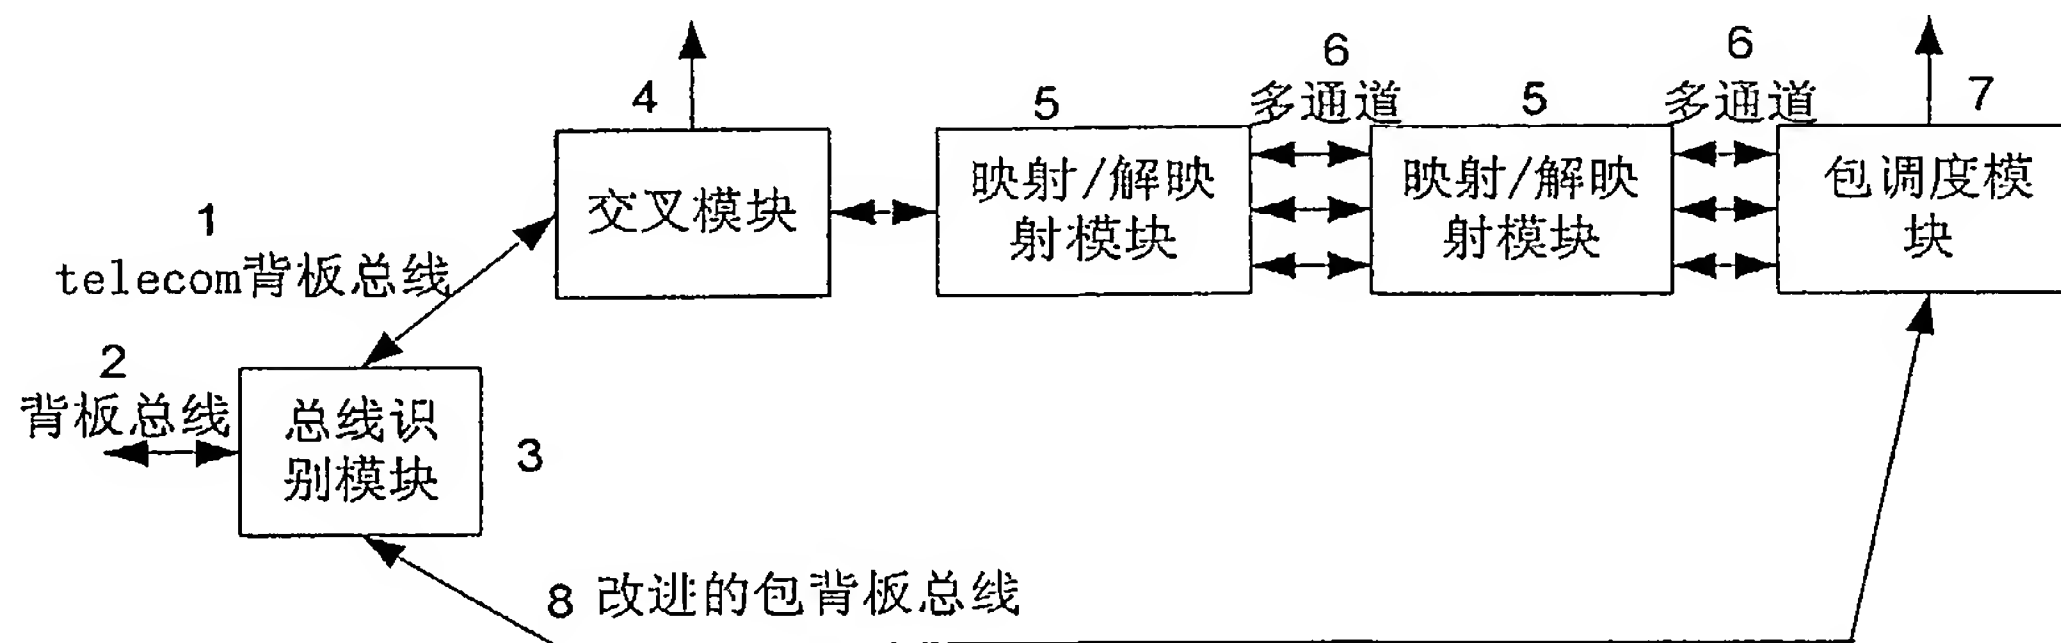 4
交叉模块
5
映射/解映
射模块
6
多通道
5
映射/解映
射模块
6
多通道
7
包调度模
块
1
telecom背板总线
2
背板总线
总线识
别模块
3
8 改进的包背板总线